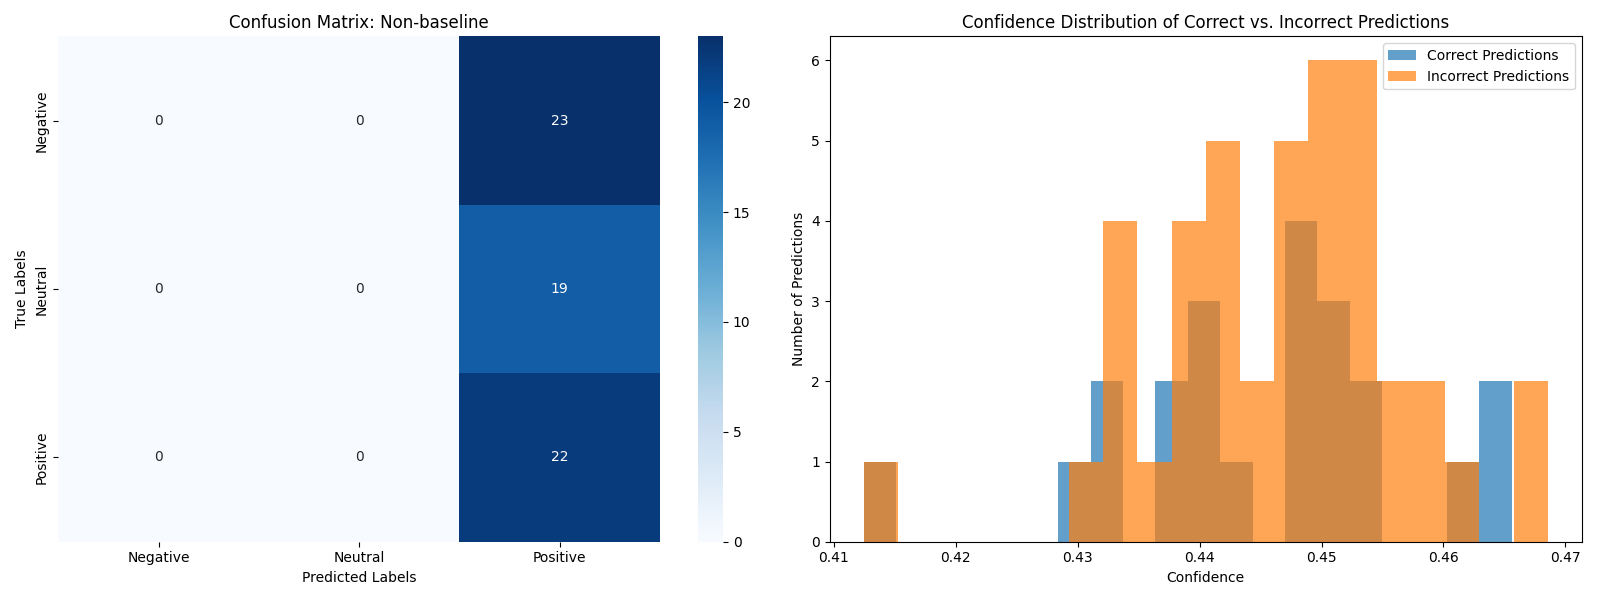 Confusion Matrix: Non-baseline
True Labels
Negative
Neutral
Positive
0 0 23
0 0 19
0 0 22
Negative Neutral Positive
Predicted Labels
20
15
10
5
0
Confidence Distribution of Correct vs. Incorrect Predictions
Correct Predictions
Incorrect Predictions
Number of Predictions
6
5
4
3
2
1
0
0.41 0.42 0.43 0.44 0.45 0.46 0.47
Confidence